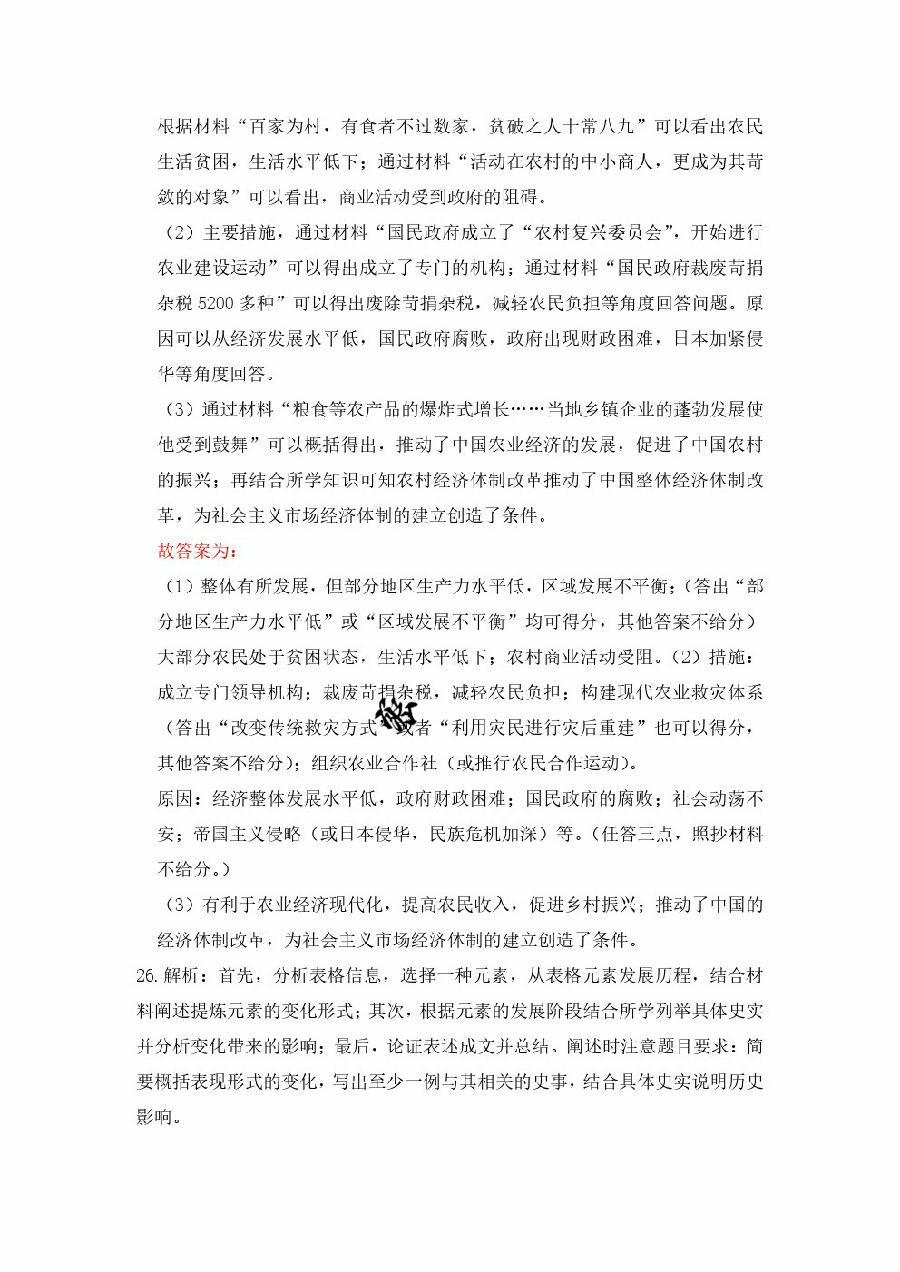 根据材料“百家为村，有食者不过数家，贫破之人十常八九”可以看出农民
生活贫困，生活水平低下；通过材料“活动在农村的中小商人，更成为其苛
敛的对象”可以看出，商业活动受到政府的阻碍。
（2）主要措施，通过材料“国民政府成立了“农村复兴委员会”，开始进行
农业建设运动”可以得出成立了专门的机构；通过材料“国民政府裁废苛捐
杂税 5200 多种”可以得出废除苛捐杂税，减轻农民负担等角度回答问题。原
因可以从经济发展水平低，国民政府腐败，政府出现财政困难，日本加紧侵
华等角度回答。
（3）通过材料“粮食等农产品的爆炸式增长……当地乡镇企业的蓬勃发展使
他受到鼓舞”可以概括得出，推动了中国农业经济的发展，促进了中国农村
的振兴；再结合所学知识可知农村经济体制改革推动了中国整体经济体制改
革，为社会主义市场经济体制的建立创造了条件。
故答案为：
（1）整体有所发展，但部分地区生产力水平低，区域发展不平衡；（答出“部
分地区生产力水平低”或“区域发展不平衡”均可得分，其他答案不给分）
大部分农民处于贫困状态，生活水平低下；农村商业活动受阻。（2）措施：
成立专门领导机构；裁废苛捐杂税，减轻农民负担；构建现代农业救灾体系
（答出“改变传统救灾方式”或者“利用灾民进行灾后重建”也可以得分，
其他答案不给分）；组织农业合作社（或推行农民合作运动）。
原因：经济整体发展水平低，政府财政困难；国民政府的腐败；社会动荡不
安；帝国主义侵略（或日本侵华，民族危机加深）等。（任答三点，照抄材料
不给分。）
（3）有利于农业经济现代化，提高农民收入，促进乡村振兴；推动了中国的
经济体制改革，为社会主义市场经济体制的建立创造了条件。
26. 解析：首先，分析表格信息，选择一种元素，从表格元素发展历程，结合材
料阐述提炼元素的变化形式；其次，根据元素的发展阶段结合所学列举具体史实
并分析变化带来的影响；最后，论证表述成文并总结。阐述时注意题目要求：简
要概括表现形式的变化，写出至少一例与其相关的史事，结合具体史实说明历史
影响。